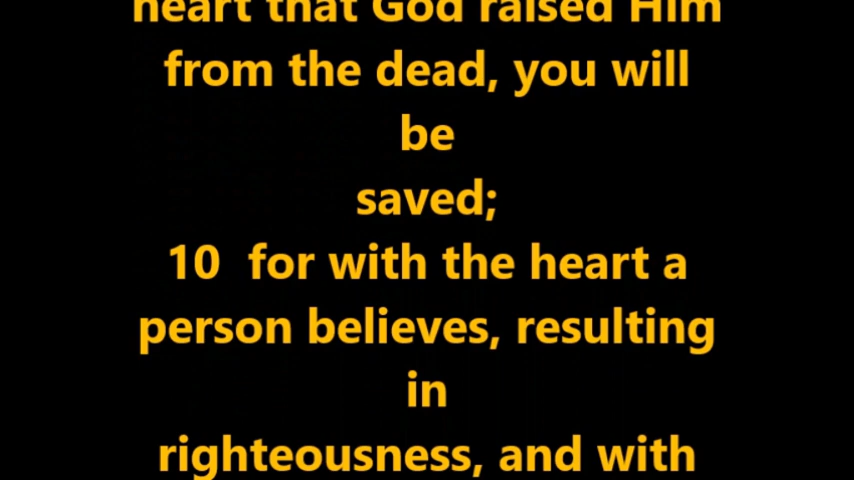 heart that God raised Him
from the dead, you will
be
saved;
10 for with the heart a
person believes, resulting
in
righteousness, and with